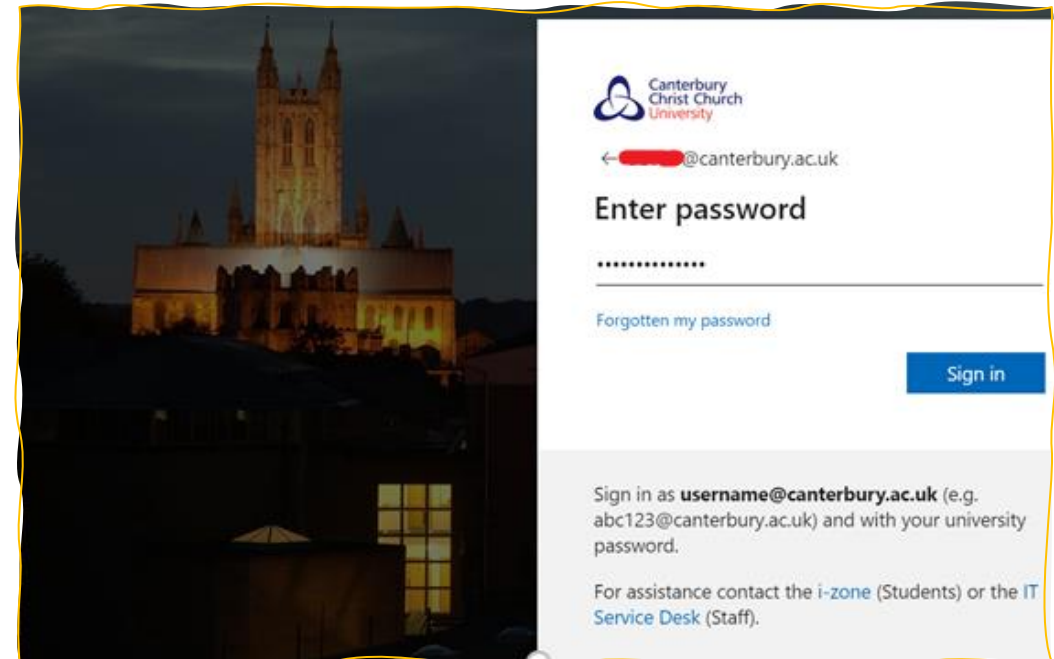 Canterbury
Christ Church
University
@canterbury.ac.uk
Enter password
Forgotten my password
Sign in
Sign in as username@canterbury.ac.uk (e.g.
abc123@canterbury.ac.uk) and with your university
password.
For assistance contact the i-zone (Students) or the IT
Service Desk (Staff).